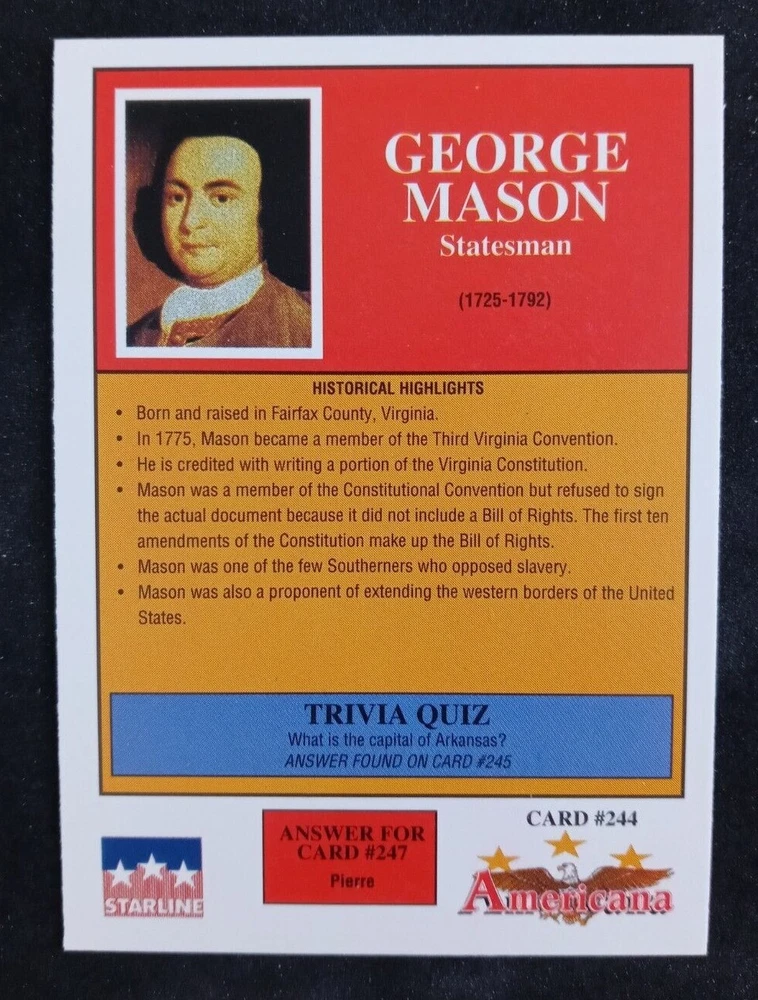 GEORGE
MASON
Statesman
(1725-1792)
HISTORICAL HIGHLIGHTS
• Born and raised in Fairfax County, Virginia.
• In 1775, Mason became a member of the Third Virginia Convention.
• He is credited with writing a portion of the Virginia Constitution.
• Mason was a member of the Constitutional Convention but refused to sign
the actual document because it did not include a Bill of Rights. The first ten
amendments of the Constitution make up the Bill of Rights.
• Mason was one of the few Southerners who opposed slavery.
• Mason was also a proponent of extending the western borders of the United
States.
TRIVIA QUIZ
What is the capital of Arkansas?
ANSWER FOUND ON CARD #245
STARLINE
ANSWER FOR
CARD #247
Pierre
CARD #244
Americana